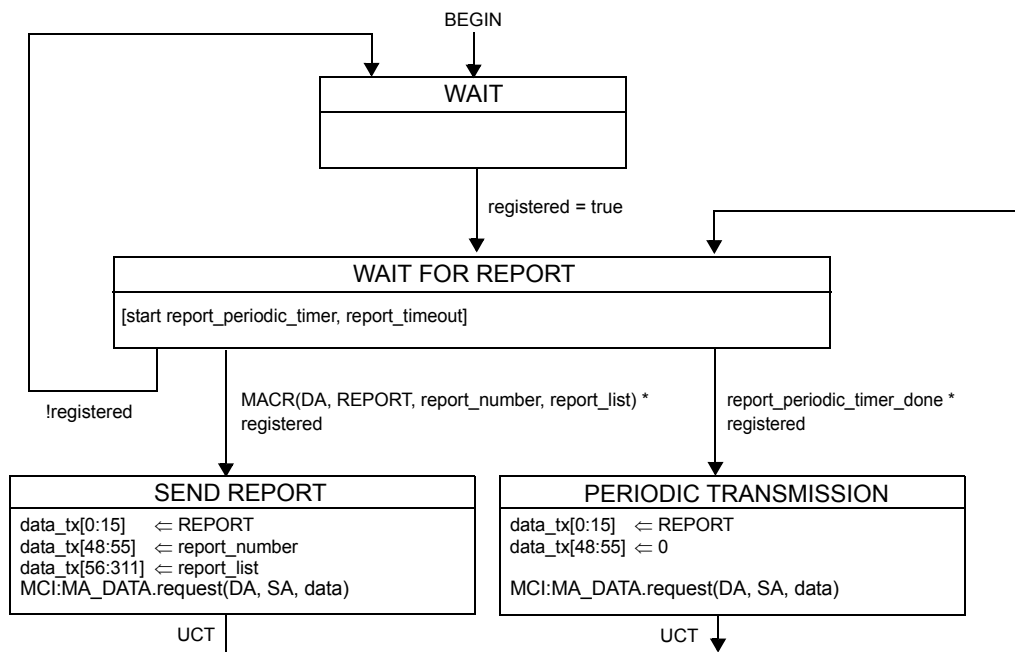 BEGIN
WAIT
registered = true
WAIT FOR REPORT
[start report_periodic_timer, report_timeout]
!registered
MACR(DA, REPORT, report_number, report_list) *
registered
report_periodic_timer_done *
registered
SEND REPORT
data_tx[0:15] ⇐ REPORT
data_tx[48:55] ⇐ report_number
data_tx[56:311] ⇐ report_list
MCI:MA_DATA.request(DA, SA, data)
UCT
PERIODIC TRANSMISSION
data_tx[0:15] ⇐ REPORT
data_tx[48:55] ⇐ 0
MCI:MA_DATA.request(DA, SA, data)
UCT